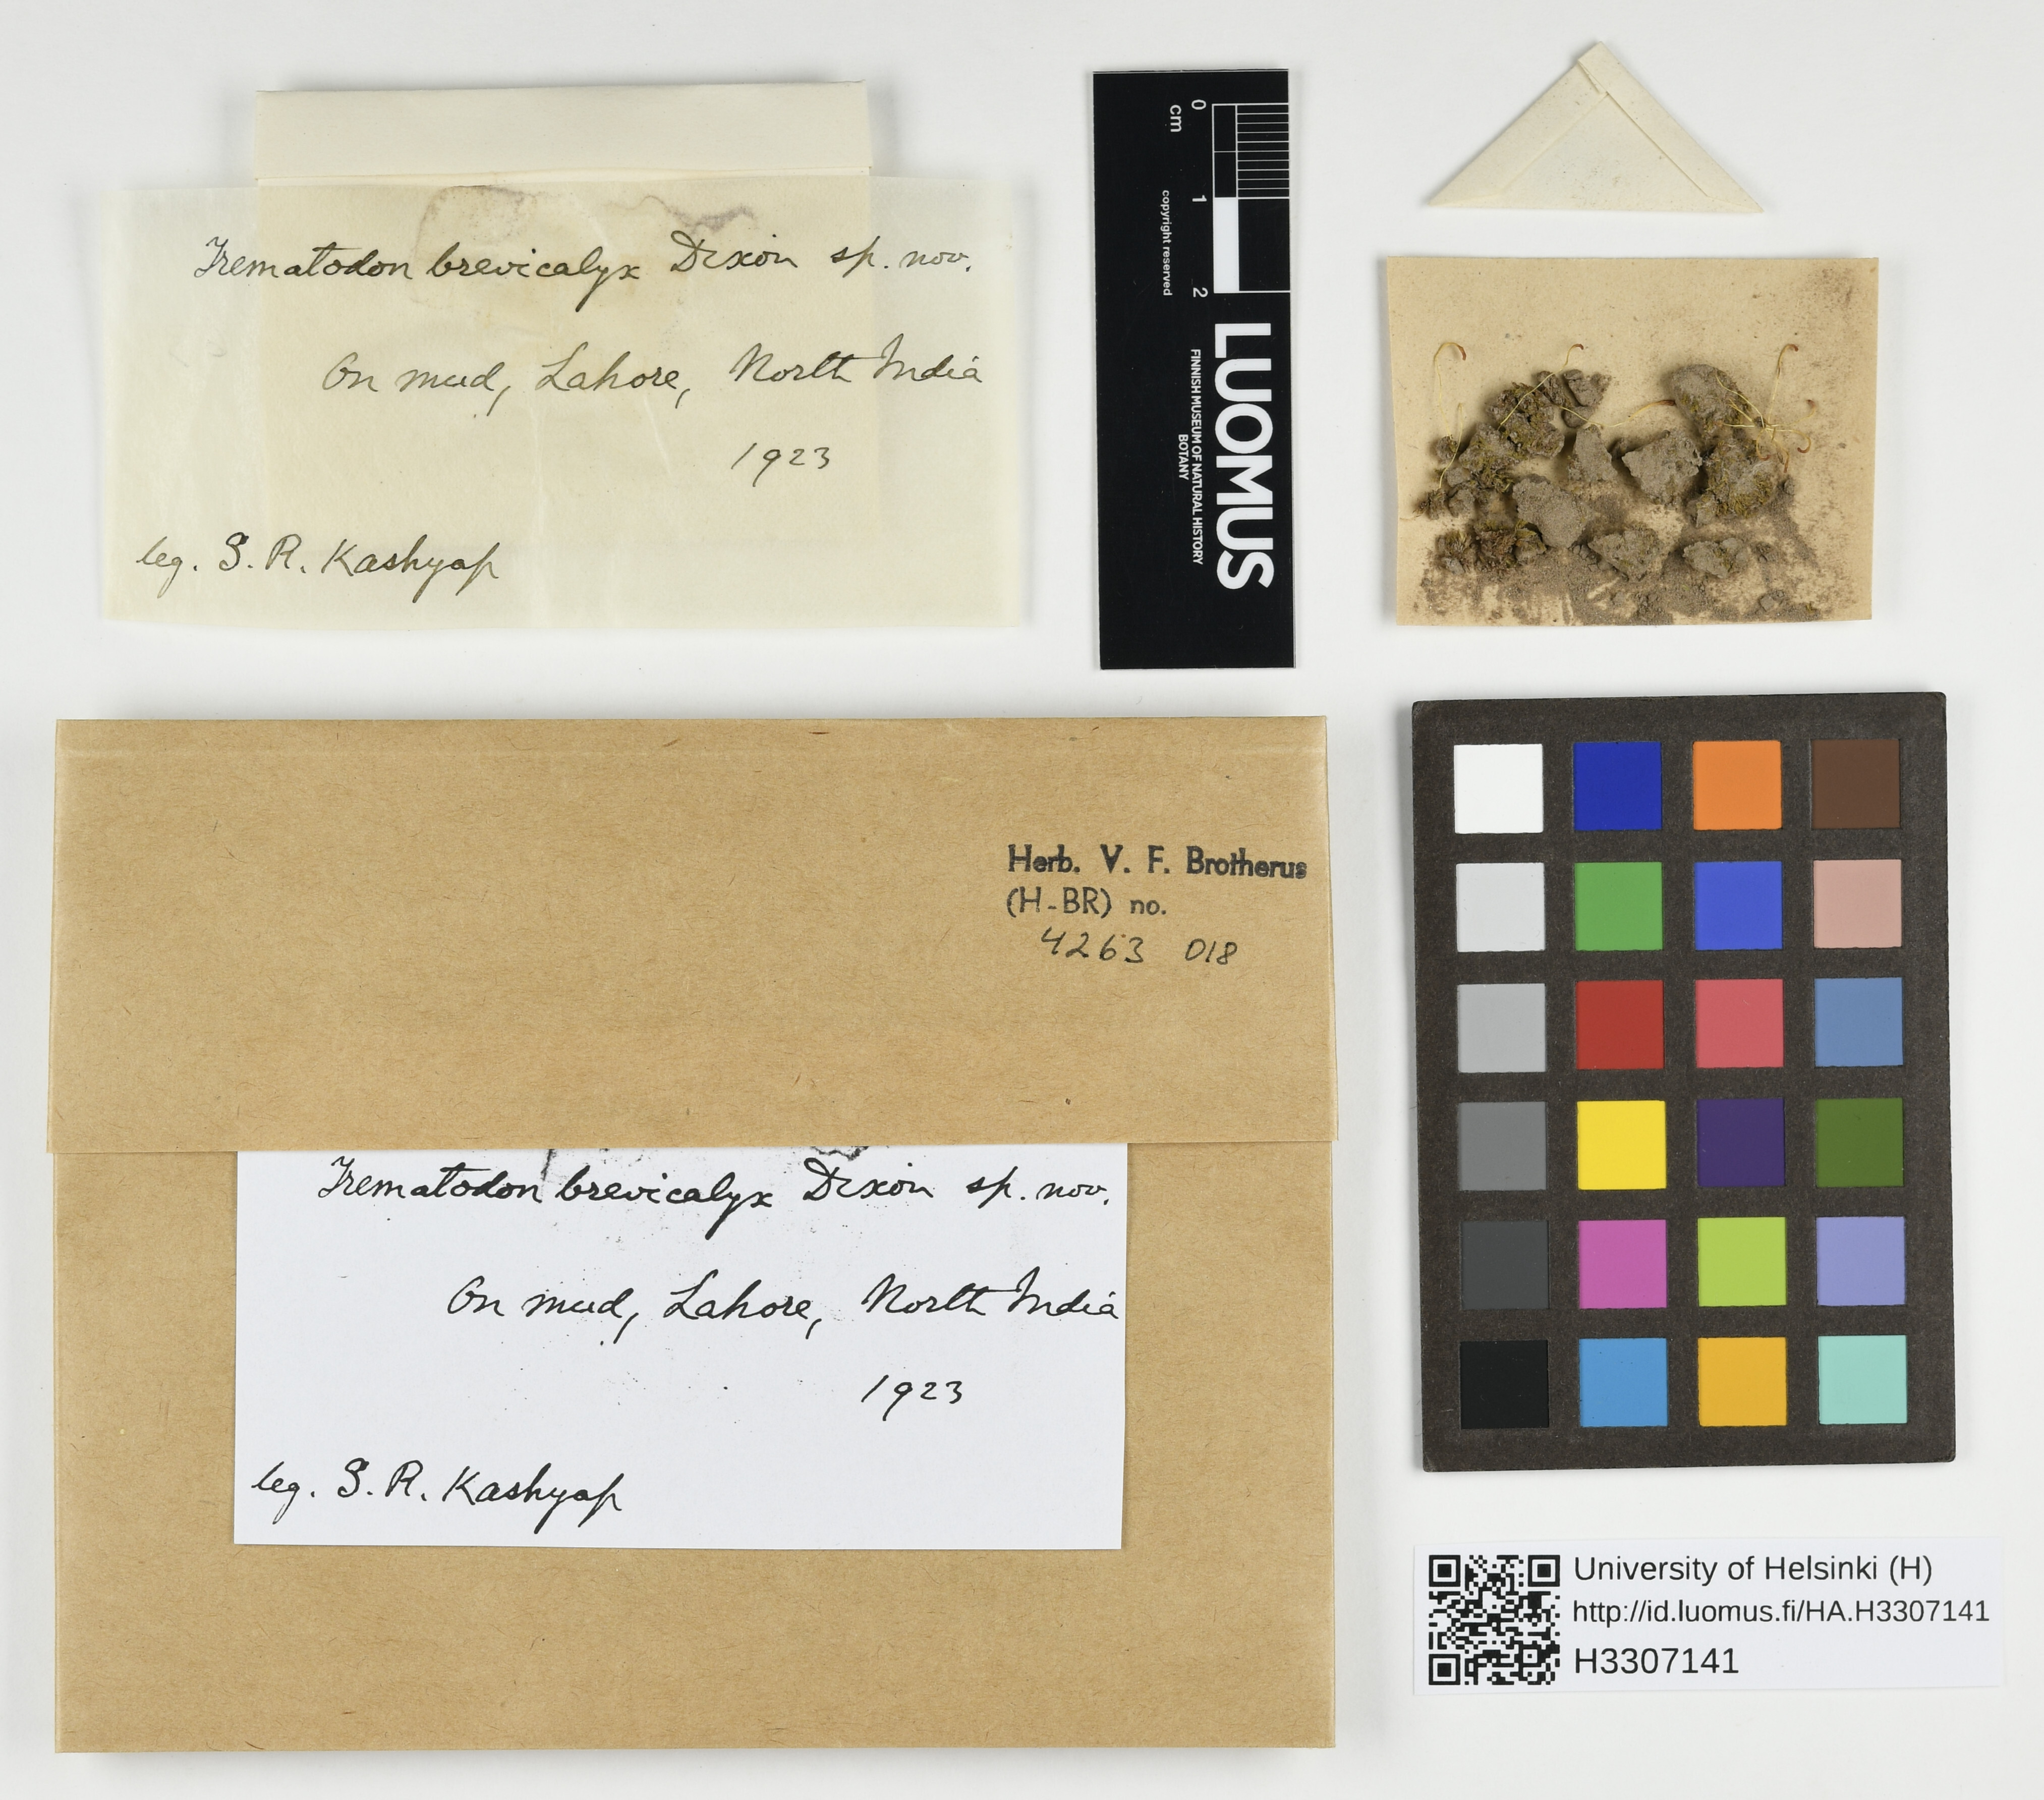 Trematodon brevicalyx Dixon sp. nov.
On mud, Lahore, North India
1923
leg. S. R. Kashyap
0
cm
1
2
copyright reserved
LUOMUS
FINNISH MUSEUM OF NATURAL HISTORY
BOTANY
Herb. V. F. Brotherus
(H-BR) no.
4263 018
Trematodon brevicalyx Dixon sp. nov.
On mud, Lahore, North India
1923
leg. S. R. Kashyap
University of Helsinki (H)
http://id.luomus.fi/HA.H3307141
H3307141